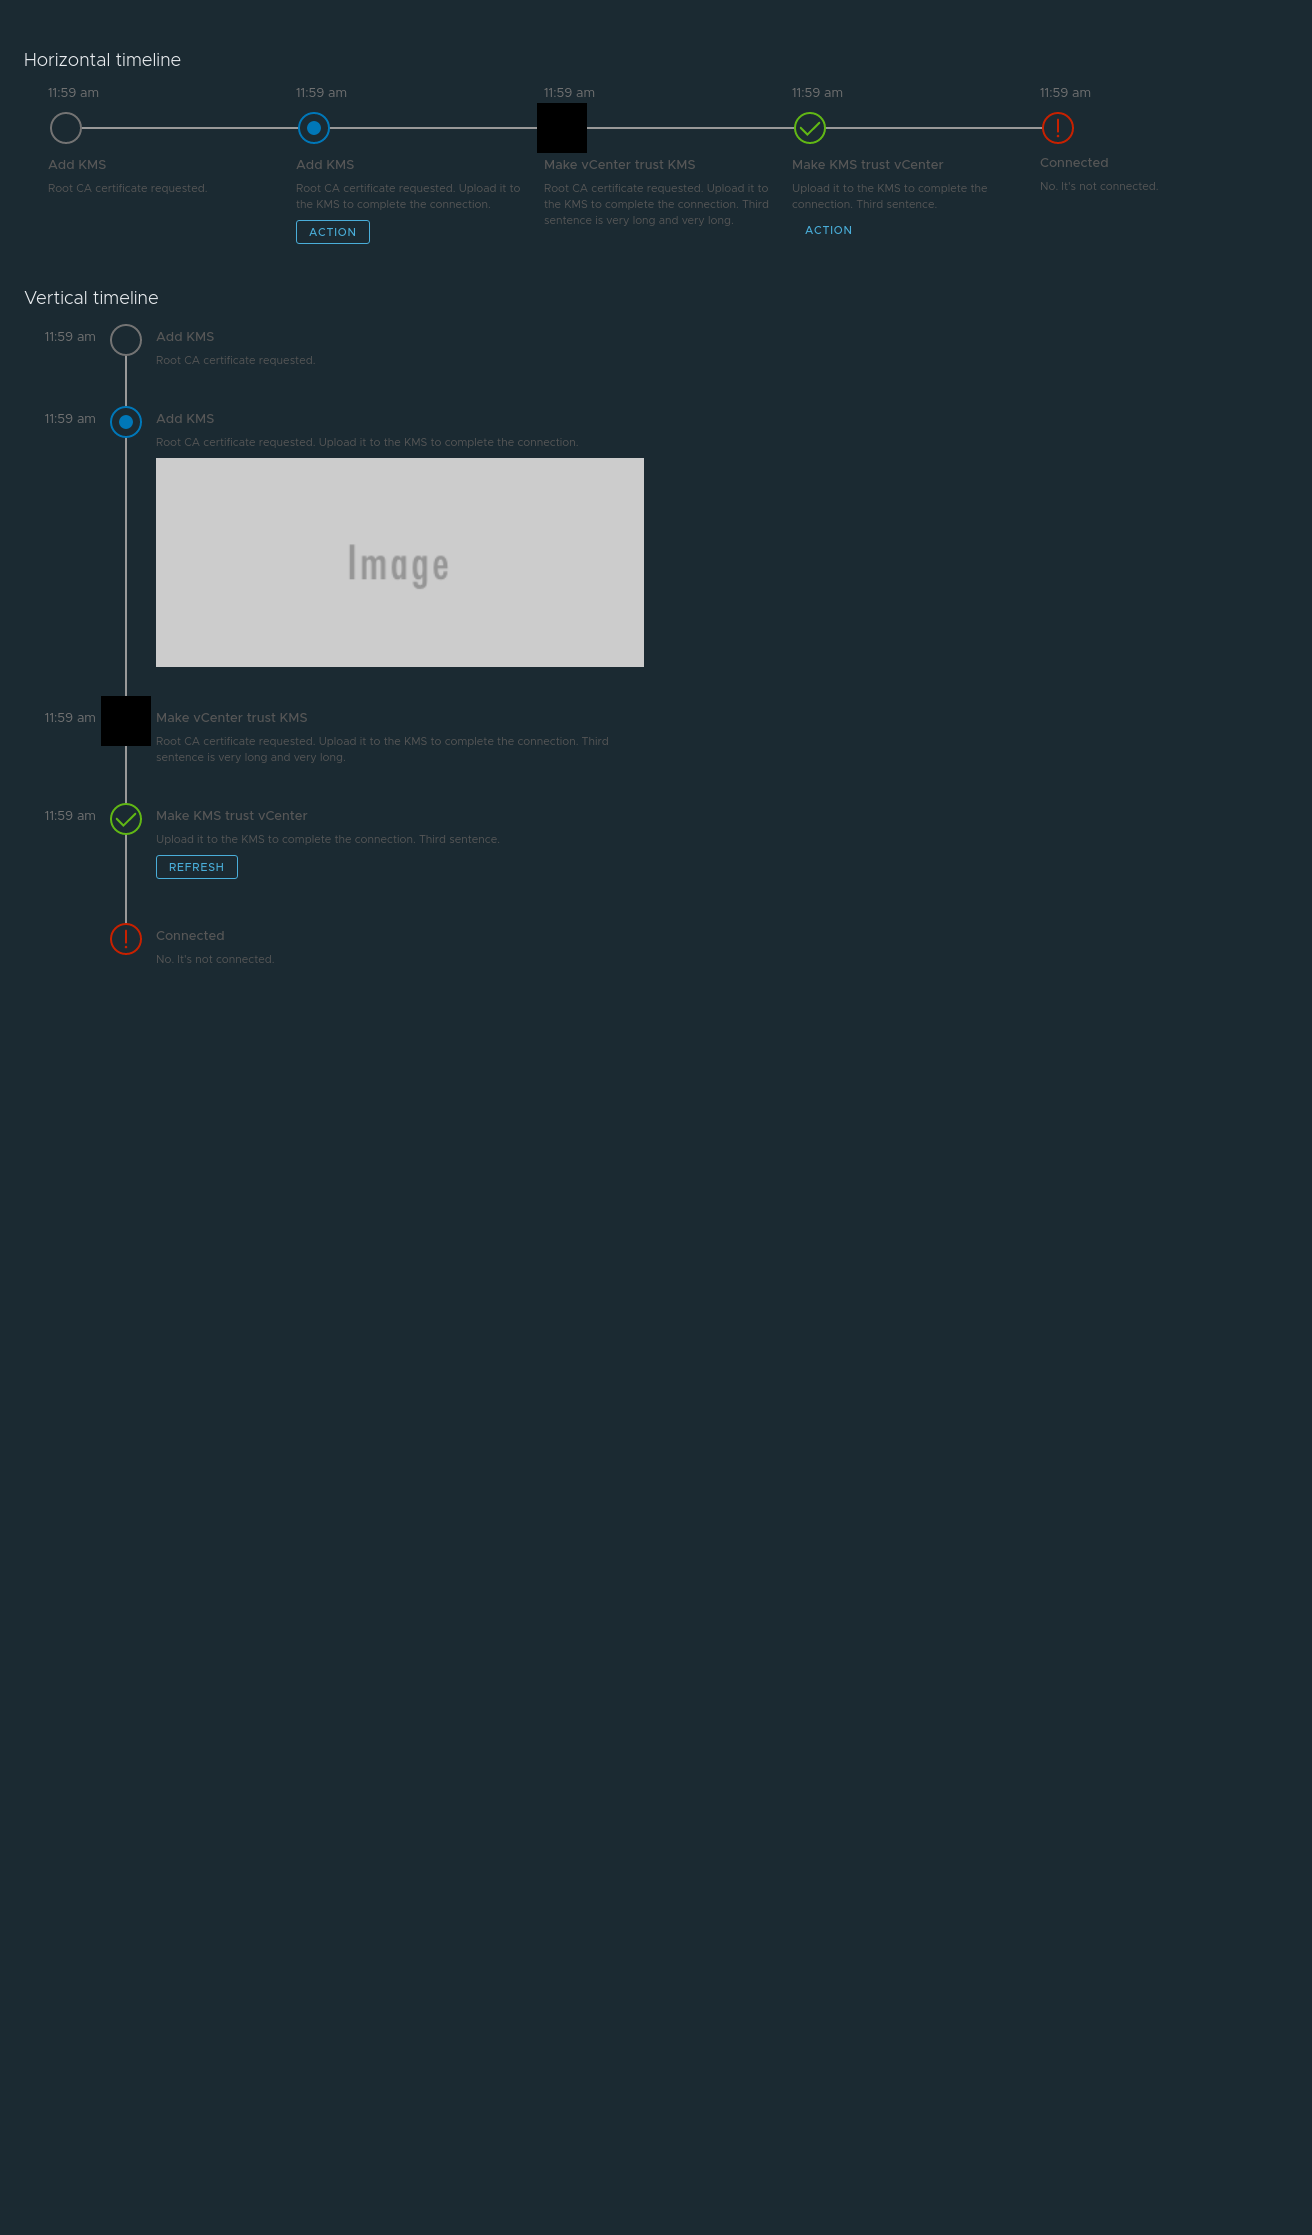 Horizontal timeline
11:59 am
11:59 am
11:59 am
11:59 am
11:59 am
Add KMS
Root CA certificate requested.
Add KMS
Root CA certificate requested. Upload it to
the KMS to complete the connection.
ACTION
Make vCenter trust KMS
Root CA certificate requested. Upload it to
the KMS to complete the connection. Third
sentence is very long and very long.
Make KMS trust vCenter
Upload it to the KMS to complete the
connection. Third sentence.
ACTION
Connected
No. It's not connected.
Vertical timeline
11:59 am
Add KMS
Root CA certificate requested.
11:59 am
Add KMS
Root CA certificate requested. Upload it to the KMS to complete the connection.
Image
11:59 am
Make vCenter trust KMS
Root CA certificate requested. Upload it to the KMS to complete the connection. Third
sentence is very long and very long.
11:59 am
Make KMS trust vCenter
Upload it to the KMS to complete the connection. Third sentence.
REFRESH
Connected
No. It's not connected.